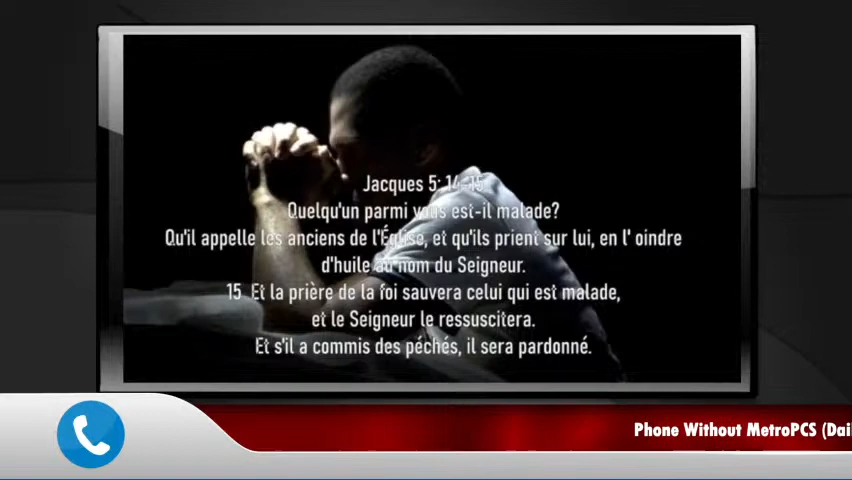 Jacques 5: 14-15
Quelqu'un parmi vous est-il malade?
Qu'il appelle les anciens de l'Église, et qu'ils prient sur lui, en l' oindre
d'huile au nom du Seigneur.
15 Et la prière de la foi sauvera celui qui est malade,
et le Seigneur le ressuscitera.
Et s'il a commis des péchés, il sera pardonné.
Phone Without MetroPCS (Dai